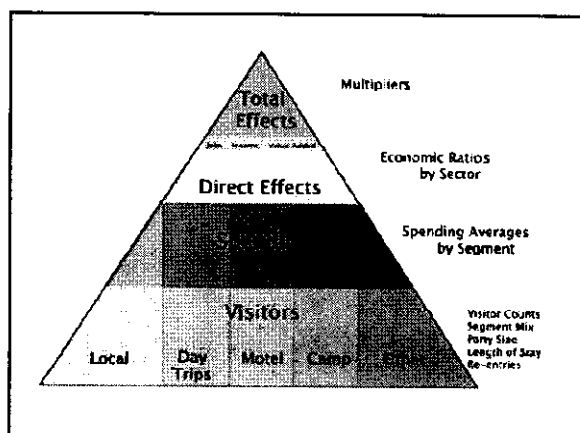 Multipliers
Total
Effects
Economic Ratios
by Sector
Direct Effects
Spending Averages
by Segment
Visitors
Visitor Counts
Segment Mix
Party Size
Length of Stay
Re-entries
Local
Day
Trips
Motel
Camp